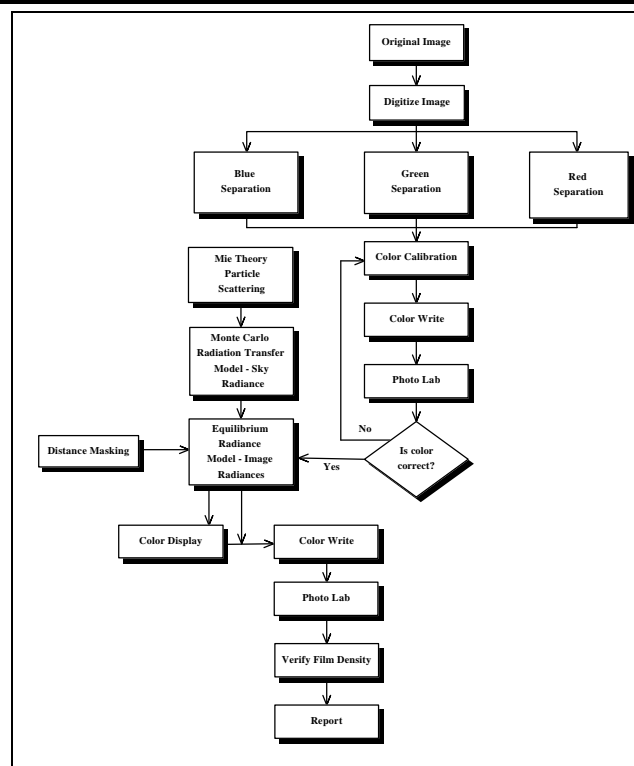 Original Image
Digitize Image
Blue
Separation
Green
Separation
Red
Separation
Mie Theory
Particle
Scattering
Color Calibration
Color Write
Monte Carlo
Radiation Transfer
Model - Sky
Radiance
Photo Lab
No
Is color
correct?
Yes
Equilibrium
Radiance
Model - Image
Radiances
Distance Masking
Color Display
Color Write
Photo Lab
Verify Film Density
Report